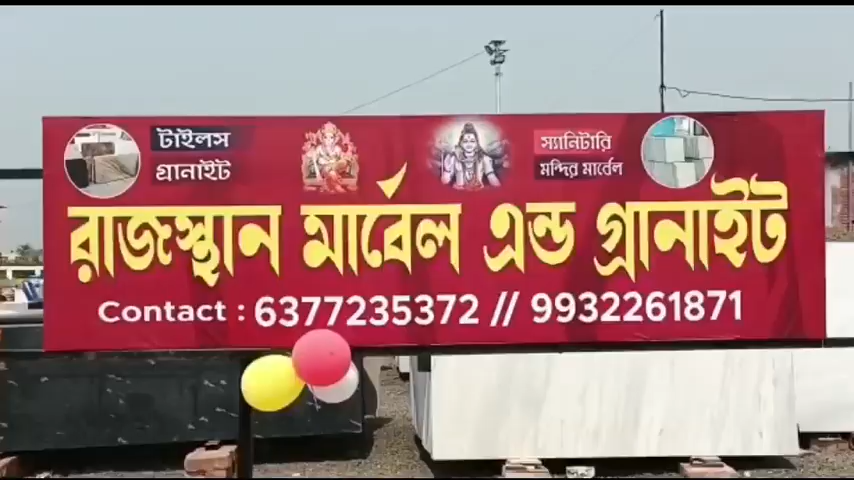 টাইলস
গ্রানাইট
স্যানিটারি
মন্দির মার্বেল
রাজস্থান মার্বেল এন্ড গ্রানাইট
Contact : 6377235372 // 9932261871